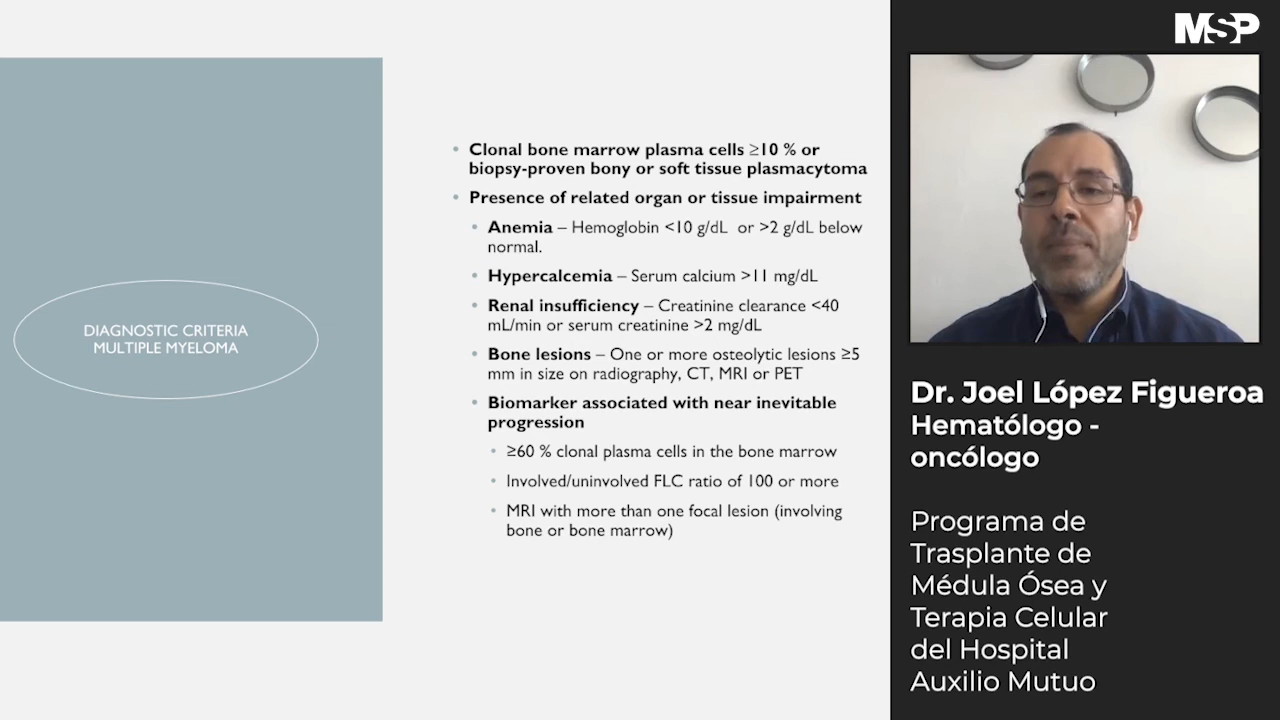 DIAGNOSTIC CRITERIA
MULTIPLE MYELOMA
• Clonal bone marrow plasma cells ≥10 % or
biopsy-proven bony or soft tissue plasmacytoma
• Presence of related organ or tissue impairment
• Anemia – Hemoglobin <10 g/dL or >2 g/dL below
normal.
• Hypercalcemia – Serum calcium >11 mg/dL
• Renal insufficiency – Creatinine clearance <40
mL/min or serum creatinine >2 mg/dL
• Bone lesions – One or more osteolytic lesions ≥5
mm in size on radiography, CT, MRI or PET
• Biomarker associated with near inevitable
progression
• ≥60 % clonal plasma cells in the bone marrow
• Involved/uninvolved FLC ratio of 100 or more
• MRI with more than one focal lesion (involving
bone or bone marrow)
MSP
Dr. Joel López Figueroa
Hematólogo -
oncólogo
Programa de
Trasplante de
Médula Ósea y
Terapia Celular
del Hospital
Auxilio Mutuo